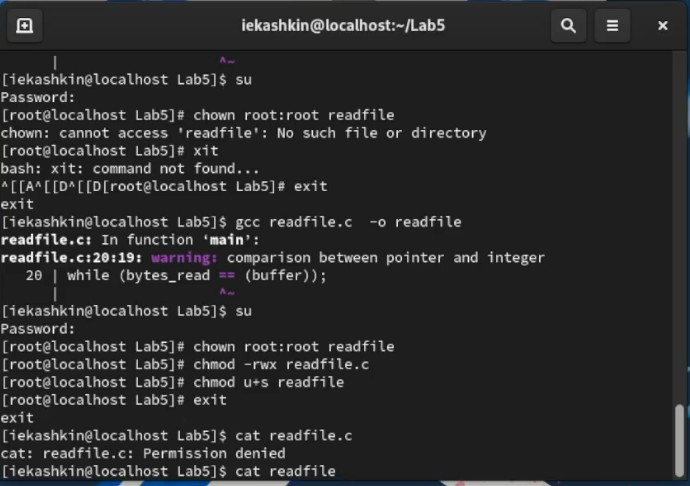 iekashkin@localhost:~/Lab5
| ^~
[iekashkin@localhost Lab5]$ su
Password:
[root@localhost Lab5]# chown root:root readfile
chown: cannot access 'readfile': No such file or directory
[root@localhost Lab5]# xit
bash: xit: command not found...
^[[A^[[D^[[D[root@localhost Lab5]# exit
exit
[iekashkin@localhost Lab5]$ gcc readfile.c  -o readfile
readfile.c: In function ‘main’:
readfile.c:20:19: warning: comparison between pointer and integer
20 | while (bytes_read == (buffer));
| ^~
[iekashkin@localhost Lab5]$ su
Password:
[root@localhost Lab5]# chown root:root readfile
[root@localhost Lab5]# chmod -rwx readfile.c
[root@localhost Lab5]# chmod u+s readfile
[root@localhost Lab5]# exit
exit
[iekashkin@localhost Lab5]$ cat readfile.c
cat: readfile.c: Permission denied
[iekashkin@localhost Lab5]$ cat readfile